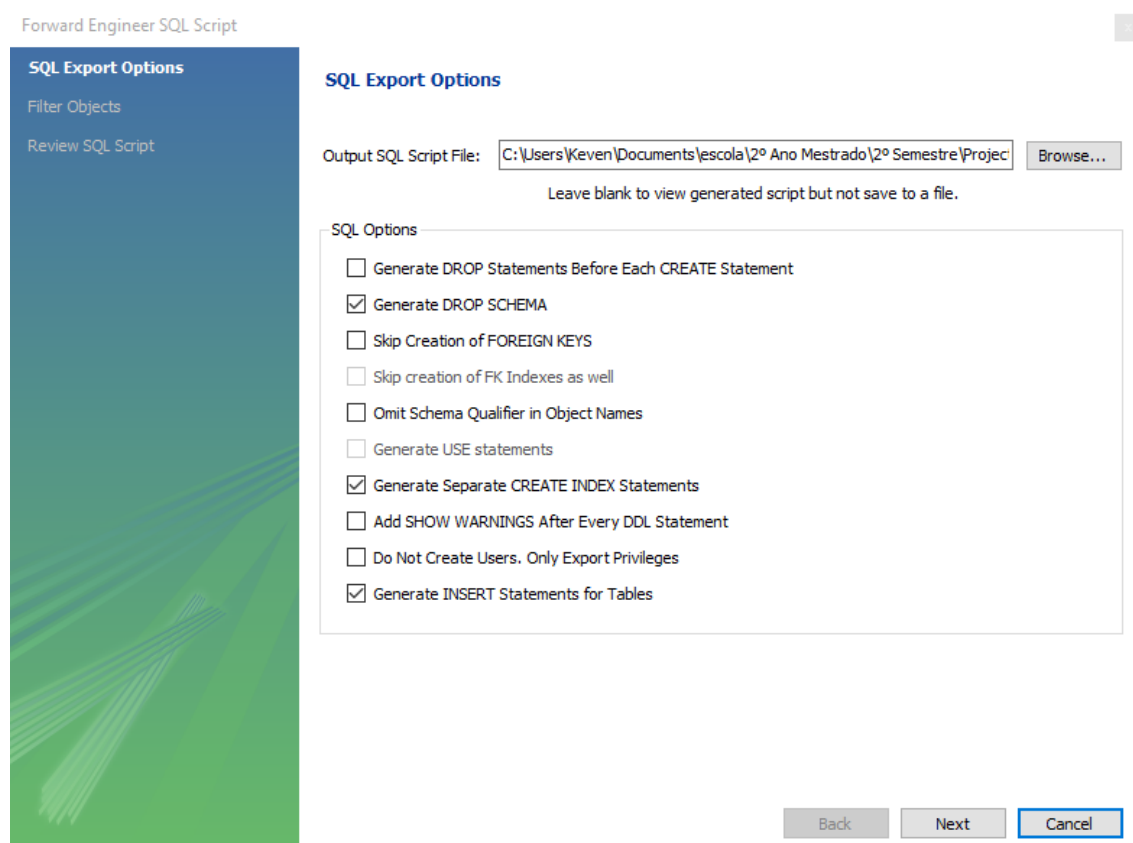 Forward Engineer SQL Script
x
SQL Export Options
Filter Objects
Review SQL Script
SQL Export Options
Output SQL Script File: C:\Users\Keven\Documents\escola\2º Ano Mestrado\2º Semestre\Projec Browse...
Leave blank to view generated script but not save to a file.
SQL Options
Generate DROP Statements Before Each CREATE Statement
Generate DROP SCHEMA
Skip Creation of FOREIGN KEYS
Skip creation of FK Indexes as well
Omit Schema Qualifier in Object Names
Generate USE statements
Generate Separate CREATE INDEX Statements
Add SHOW WARNINGS After Every DDL Statement
Do Not Create Users. Only Export Privileges
Generate INSERT Statements for Tables
Back Next Cancel